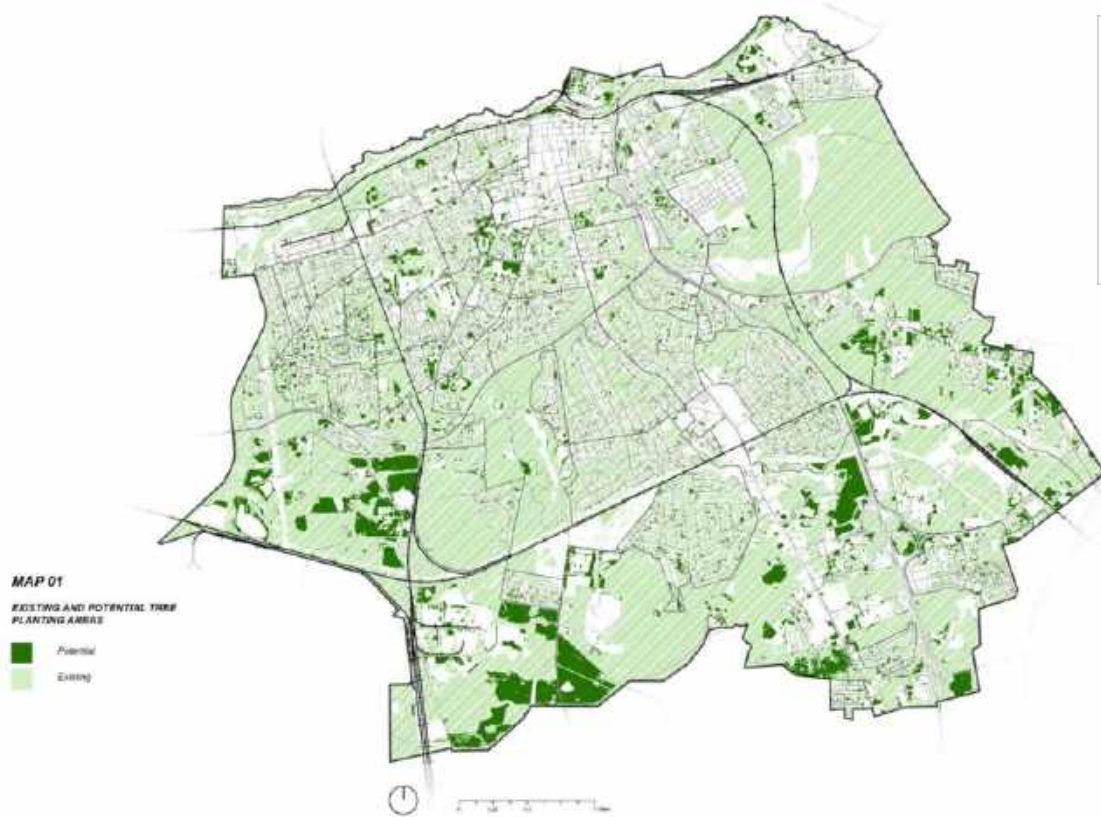 MAP 01
EXISTING AND POTENTIAL TREE
PLANTING AREAS
Potential
Existing